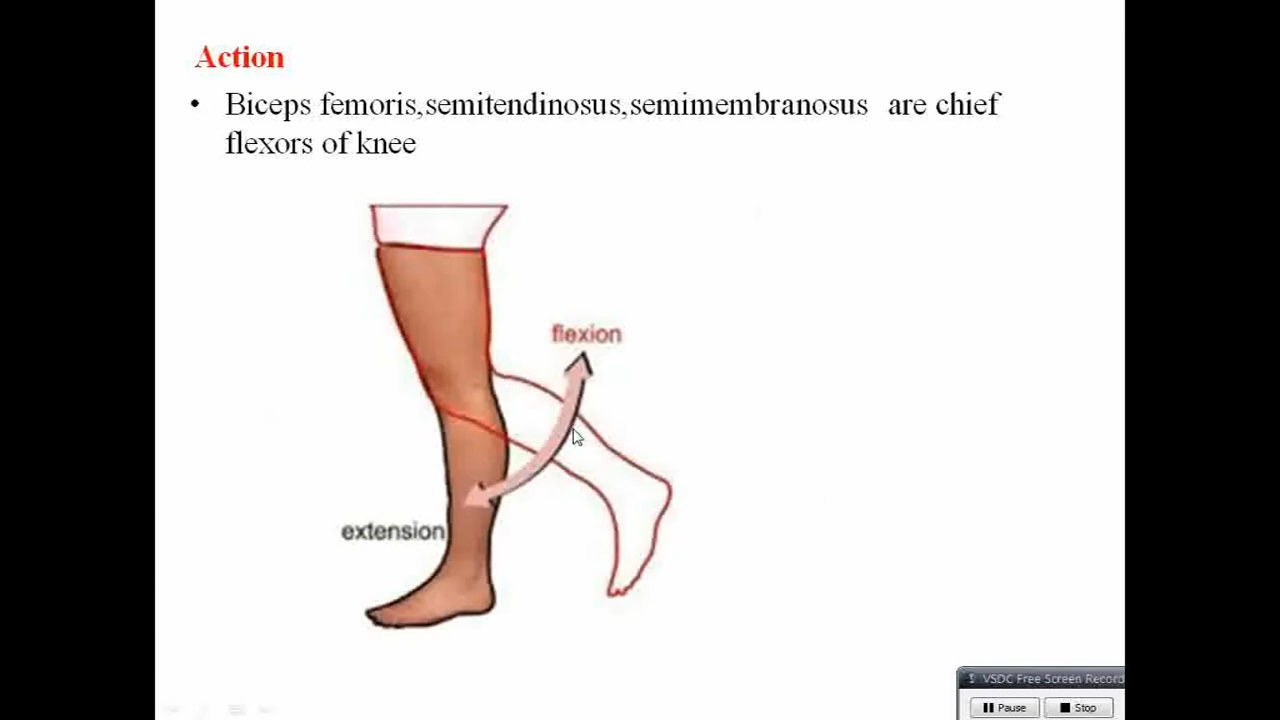 Action
• Biceps femoris,semitendinosus,semimembranosus are chief
flexors of knee
flexion
extension
VSDC Free Screen Record
Pause
Stop